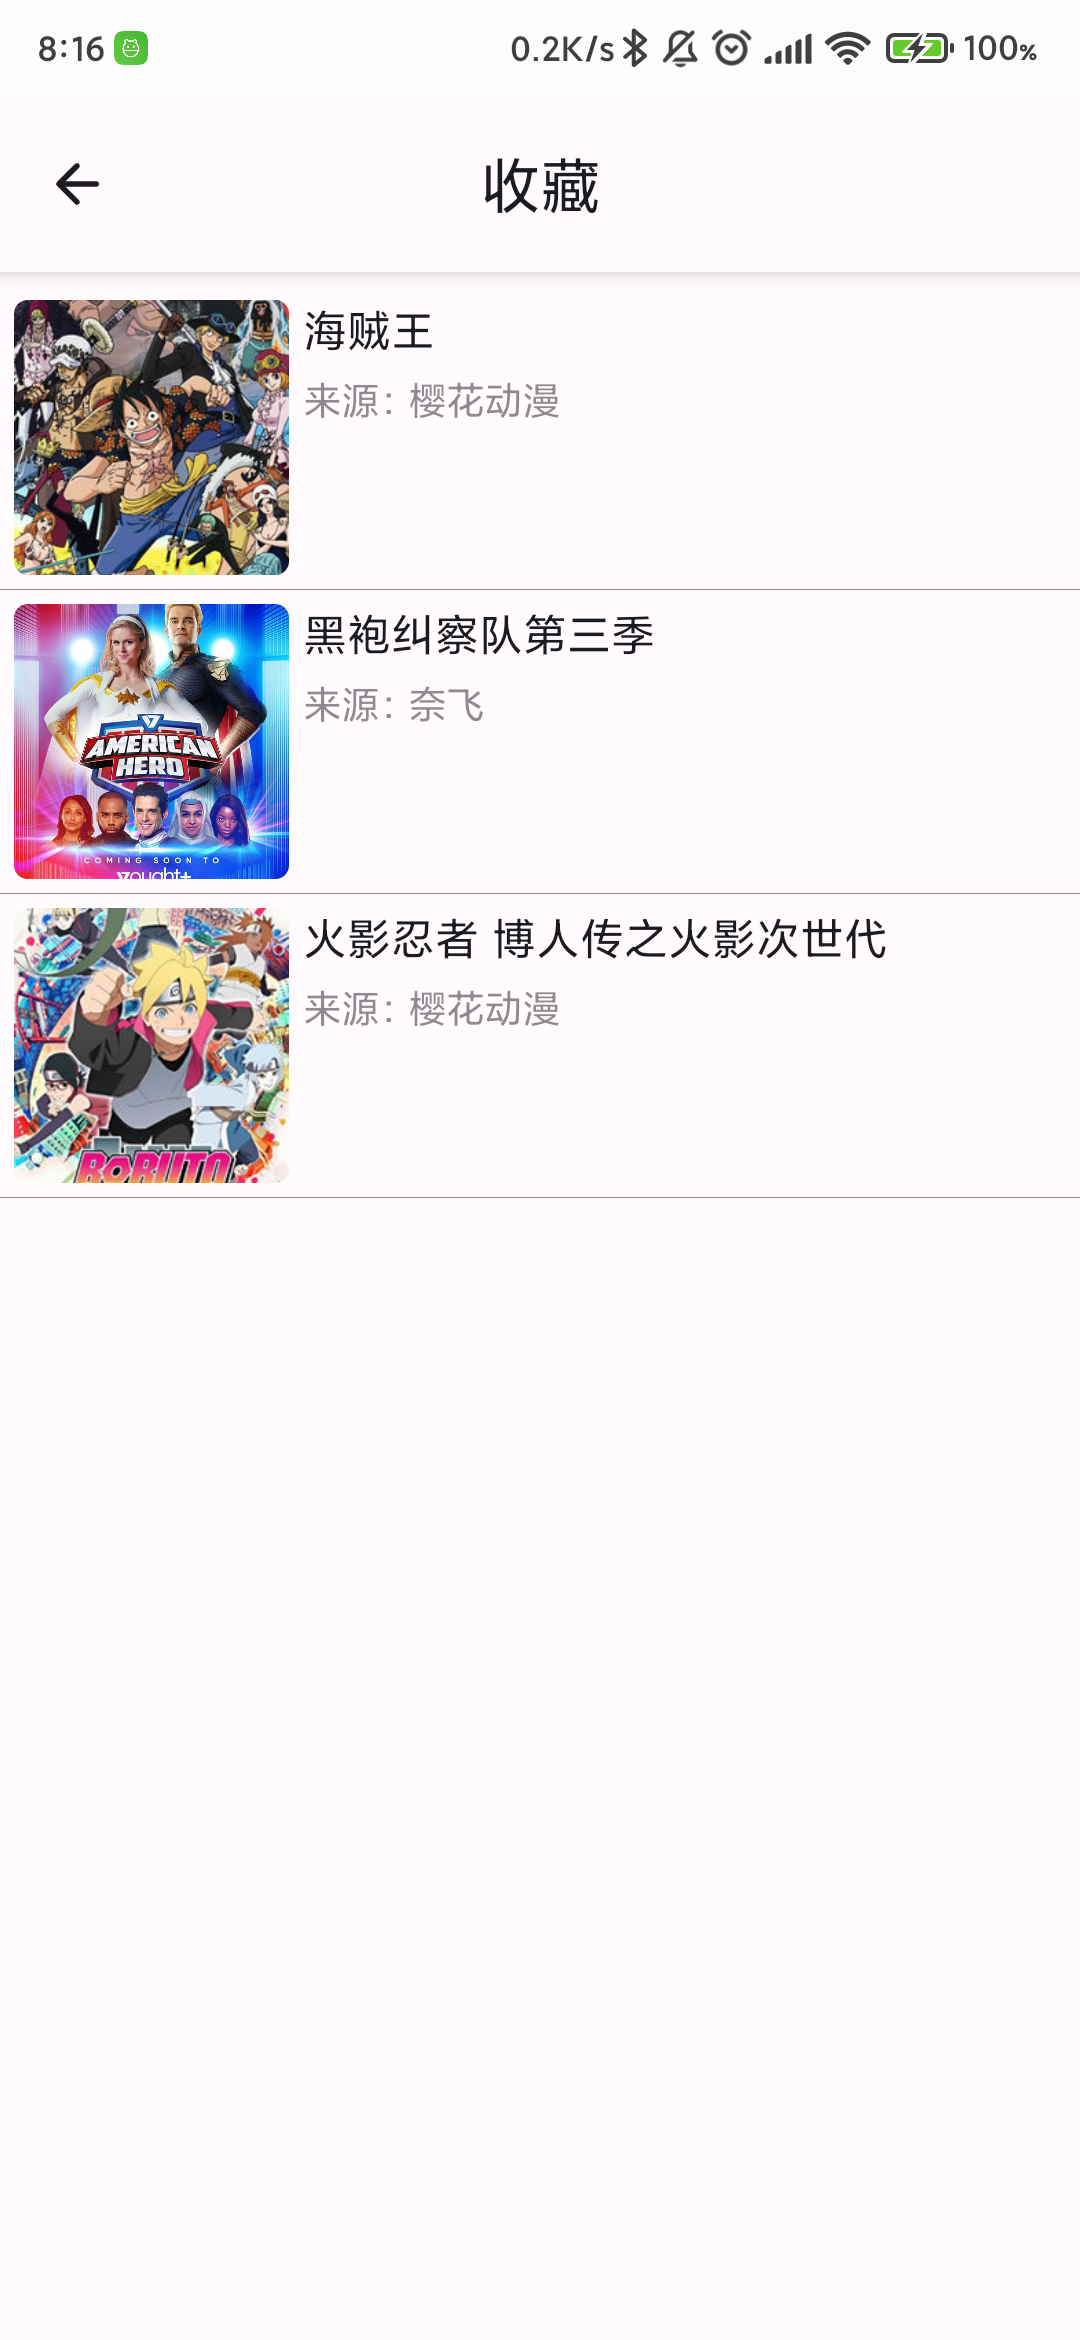 8:16 0.2K/s 100%
收藏
海贼王
来源: 樱花动漫
黑袍纠察队第三季
来源: 奈飞
AMERICAN
HERO
COMING SOON TO
vought+
火影忍者 博人传之火影次世代
来源: 樱花动漫
BORUTO